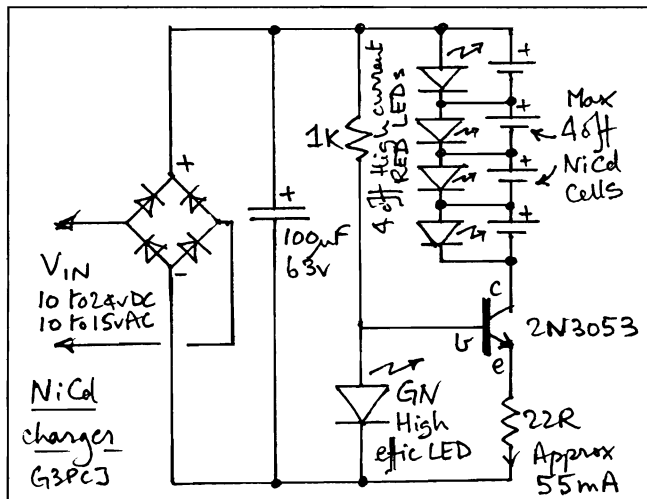 4 off High current
RED LEDs
+
+
+
+
Max
4 off
NiCd
Cells
1K
+
-
+
100µF
63v
VIN
10 to 24vDC
10 to 15vAC
c
b
e
2N3053
GN
High
effic LED
22R
Approx
55mA
NiCd
charger
G3PCJ